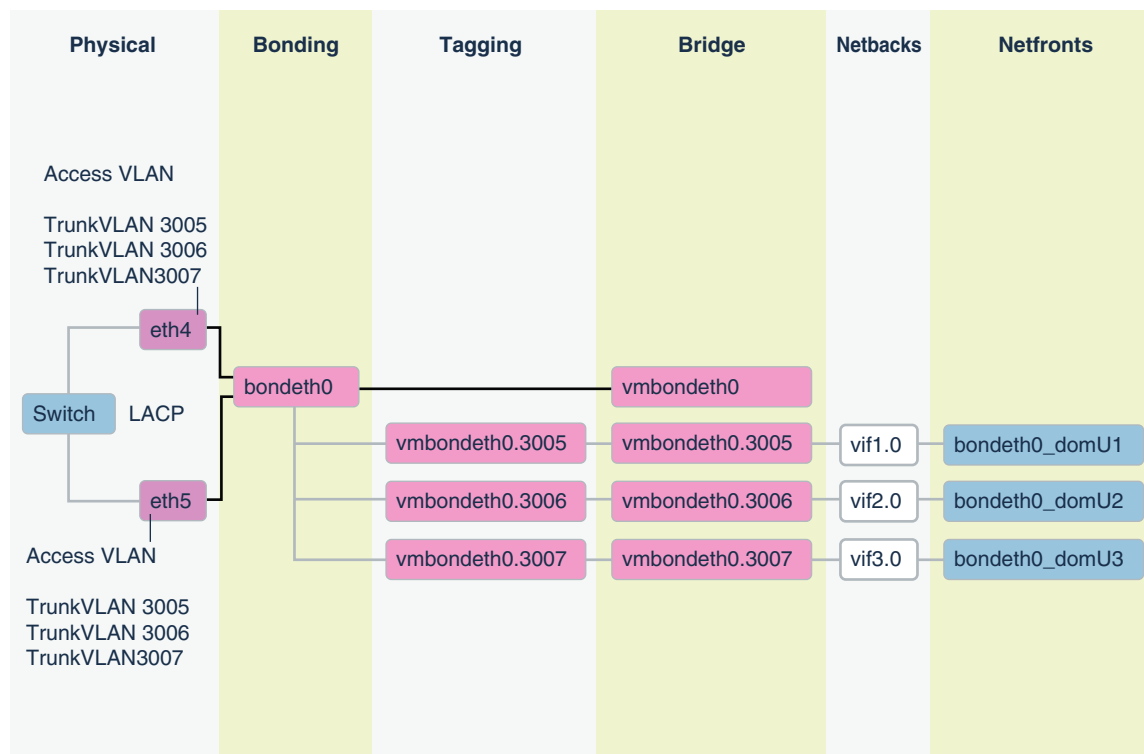 Physical Bonding Tagging Bridge Netbacks Netfronts
Access VLAN
TrunkVLAN 3005
TrunkVLAN 3006
TrunkVLAN3007
eth4
bondeth0 vmbondeth0
Switch LACP
vmbondeth0.3005 vmbondeth0.3005 vif1.0 bondeth0_domU1
eth5 vmbondeth0.3006 vmbondeth0.3006 vif2.0 bondeth0_domU2
Access VLAN vmbondeth0.3007 vmbondeth0.3007 vif3.0 bondeth0_domU3
TrunkVLAN 3005
TrunkVLAN 3006
TrunkVLAN3007